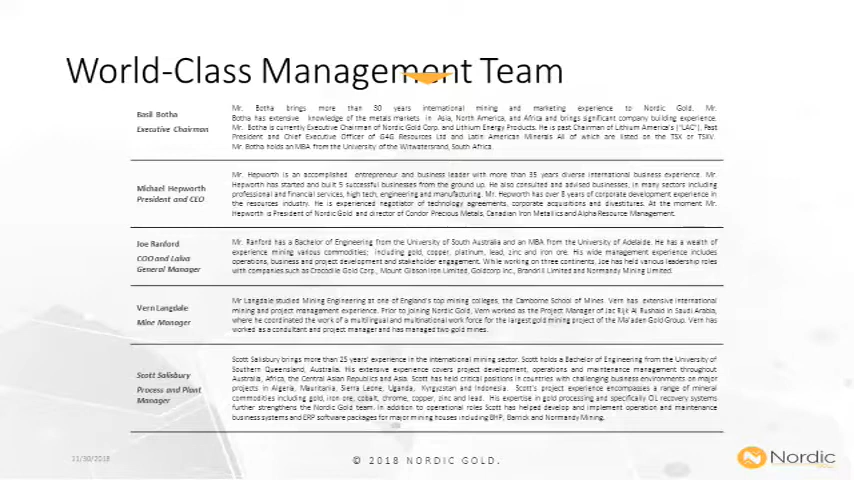 World-Class Management Team
Basil Botha
Executive Chairman
Mr. Botha brings more than 30 years international mining and marketing experience to Nordic Gold. Mr.
Botha has extensive knowledge of the metals markets in Asia, North America, and Africa and brings significant company building experience.
Mr. Botha is currently Executive Chairman of Nordic Gold Corp. and Lithium Energy Products. He is past Chairman of Lithium America's ("LAC"), Past
President and Chief Executive Officer of G4G Resources Ltd and Latin American Minerals All of which are listed on the TSX or TSXV.
Mr. Botha holds an MBA from the University of the Witwatersrand, South Africa.
Michael Hepworth
President and CEO
Mr. Hepworth is an accomplished entrepreneur and business leader with more than 35 years diverse international business experience. Mr.
Hepworth has started and built 5 successful businesses from the ground up. He also consulted and advised businesses, in many sectors including
professional and financial services, high tech, engineering and manufacturing. Mr. Hepworth has over 8 years of corporate development experience in
the resources industry. He is experienced negotiator of technology agreements, corporate acquisitions and divestitures. At the moment Mr.
Hepworth is President of Nordic Gold and director of Condor Precious Metals, Canadian Iron Metallics and Alpha Resource Management.
Joe Ranford
COO and Laiva
General Manager
Mr. Ranford has a Bachelor of Engineering from the University of South Australia and an MBA from the University of Adelaide. He has a wealth of
experience mining various commodities; including gold, copper, platinum, lead, zinc and iron ore. His wide management experience includes
operations, business and project development and stakeholder engagement. While working on three continents, Joe has held various leadership roles
with companies such as Crocodile Gold Corp., Mount Gibson Iron Limited, Goldcorp Inc., Brandrill Limited and Normandy Mining Limited.
Vern Langdale
Mine Manager
Mr Langdale studied Mining Engineering at one of England's top mining colleges, the Camborne School of Mines. Vern has extensive international
mining and project management experience. Prior to joining Nordic Gold, Vern worked as the Project Manager of Jac Rijk Al Rushaid in Saudi Arabia,
where he coordinated the work of a multilingual and multinational work force for the largest gold mining project of the Ma'aden Gold Group. Vern has
worked as a consultant and project manager and has managed two gold mines.
Scott Salisbury
Process and Plant
Manager
Scott Salisbury brings more than 25 years' experience in the international mining sector. Scott holds a Bachelor of Engineering from the University of
Southern Queensland, Australia. His extensive experience covers project development, operations and maintenance management throughout
Australia, Africa, the Central Asian Republics and Asia. Scott has held critical positions in countries with challenging business environments on major
projects in Algeria, Mauritania, Sierra Leone, Uganda, Kyrgyzstan and Indonesia. Scott's project experience encompasses a range of mineral
commodities including gold, iron ore, cobalt, chrome, copper, zinc and lead. His expertise in gold processing and specifically CIL recovery systems
further strengthens the Nordic Gold team. In addition to operational roles Scott has helped develop and implement operation and maintenance
business systems and ERP software packages for major mining houses including BHP, Barrick and Normandy Mining.
11/30/2018
© 2018 NORDIC GOLD.
Nordic